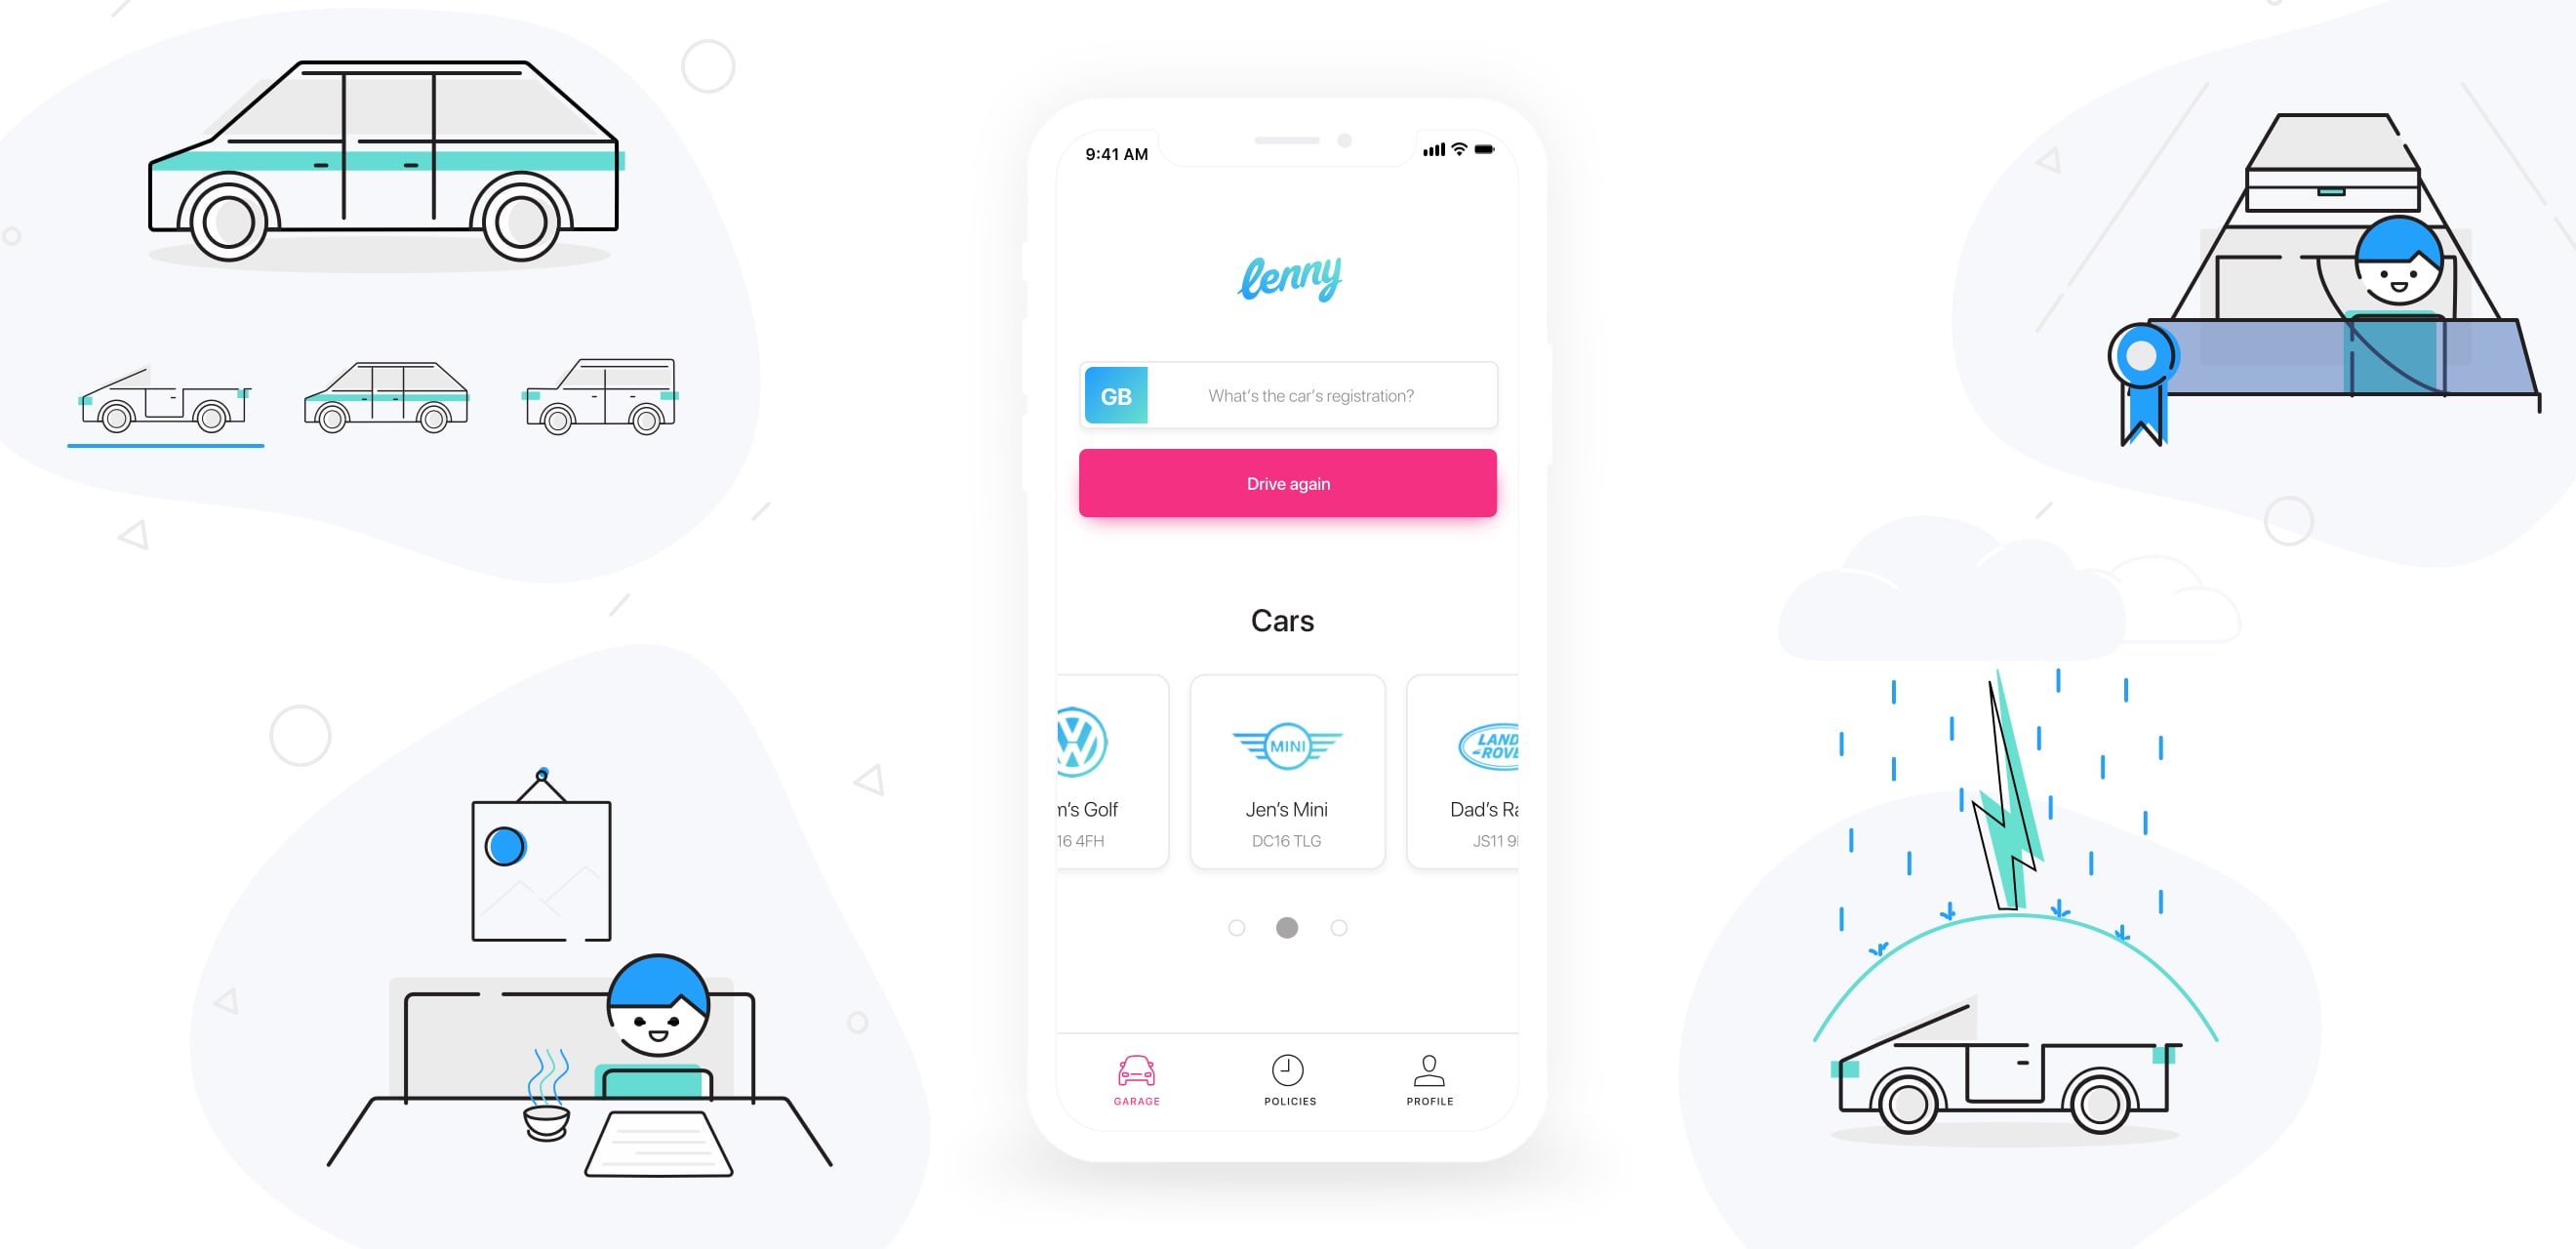 9:41 AM
lenny
GB
What's the car's registration?
Drive again
Cars
MINI
LAND
ROVE
m's Golf
Jen's Mini
Dad's Ra
16 4FH
DC16 TLG
JS11 9
GARAGE
POLICIES
PROFILE